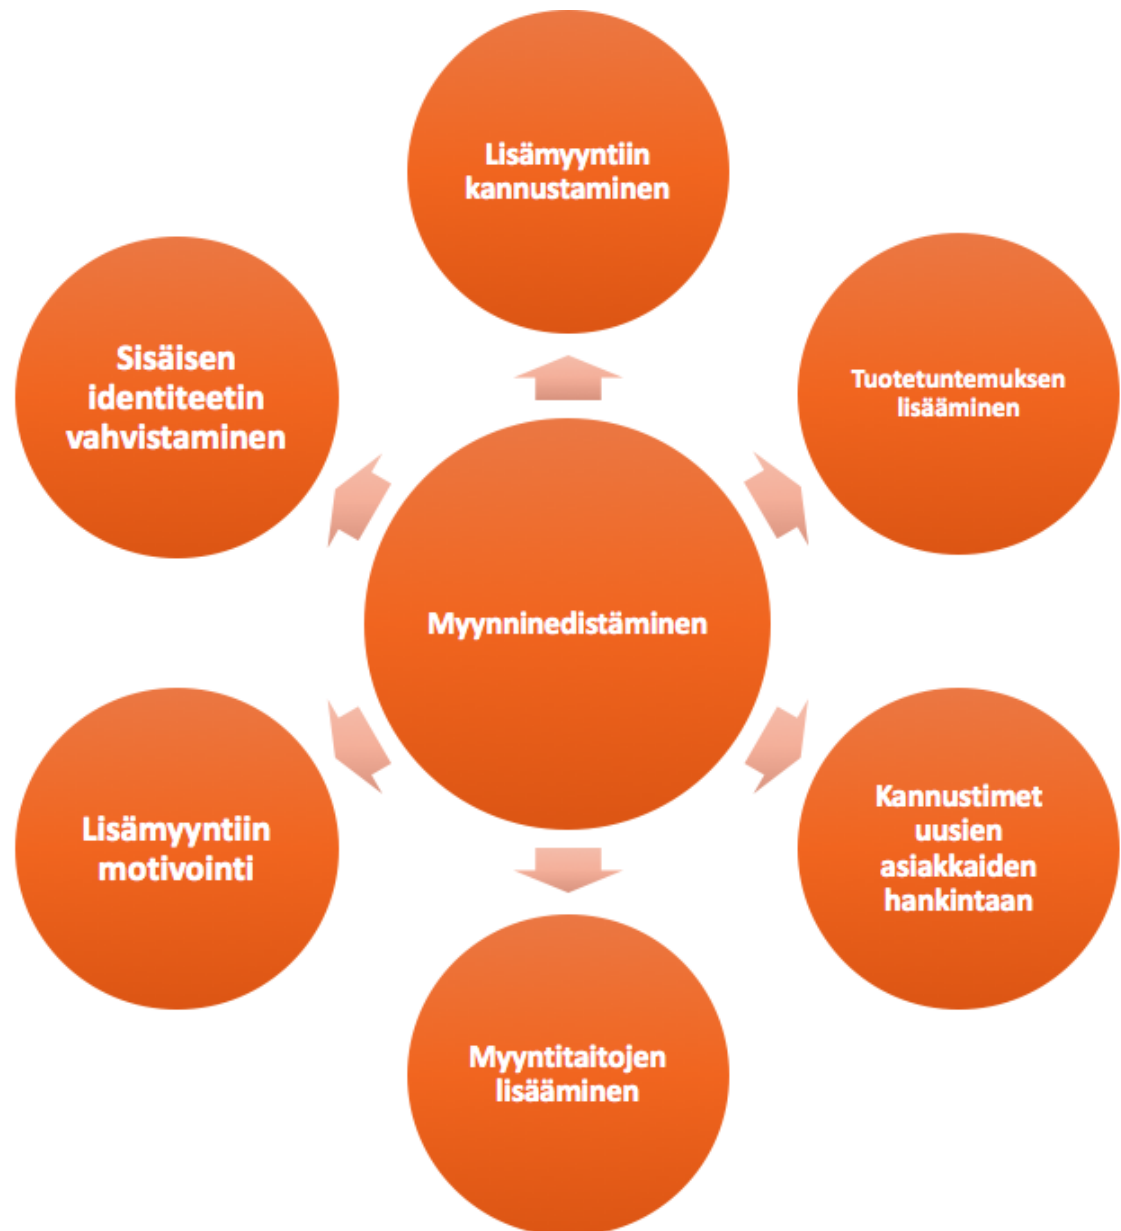 Lisämyyntiin
kannustaminen
Sisäisen
identiteetin
vahvistaminen
Tuotetuntemuksen
lisääminen
Myynninedistäminen
Lisämyyntiin
motivointi
Kannustimet
uusien
asiakkaiden
hankintaan
Myyntitaitojen
lisääminen